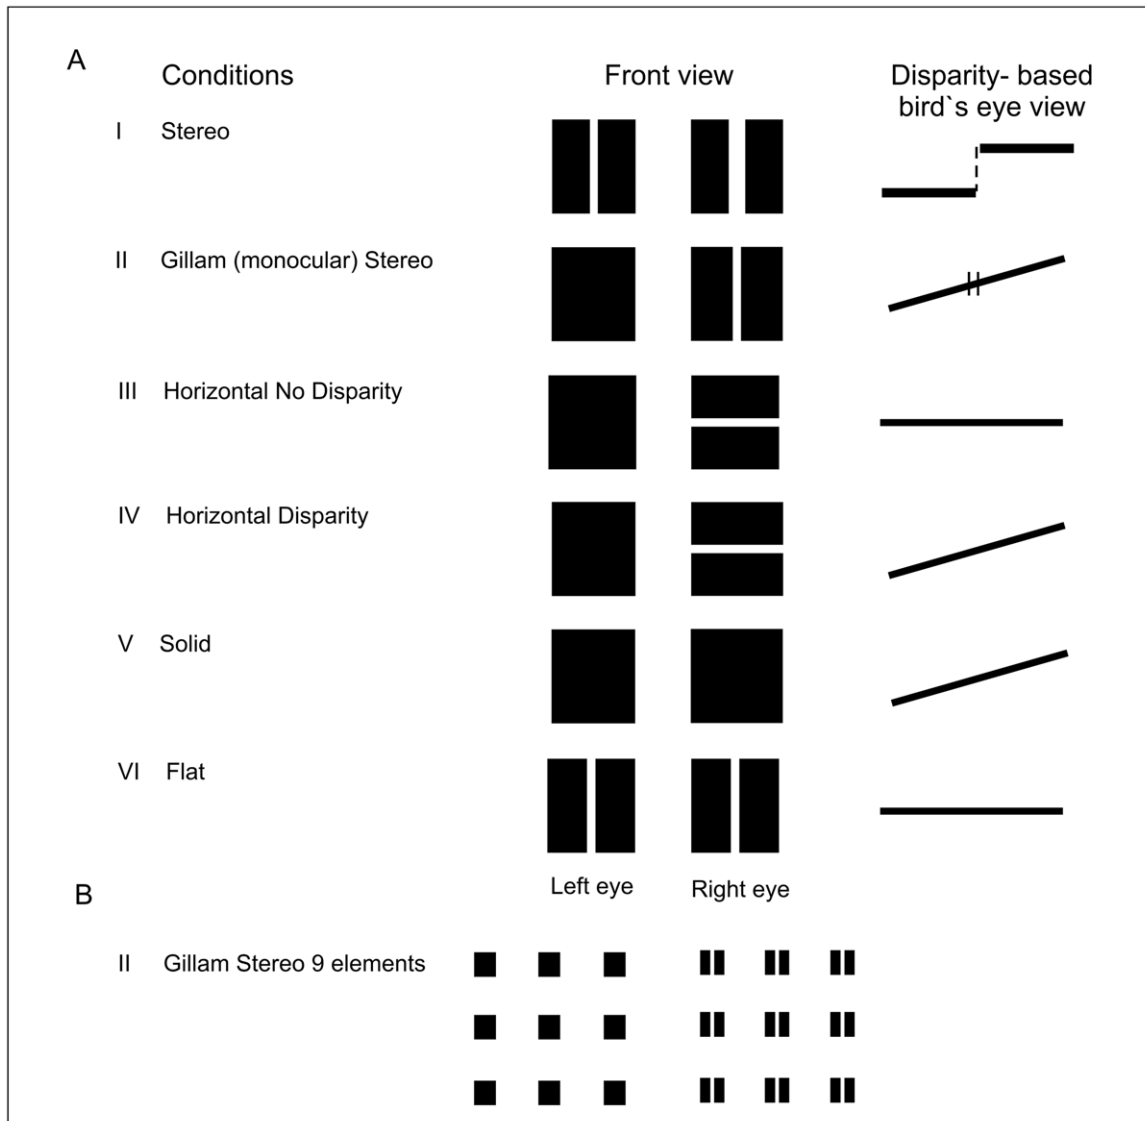 A
Conditions Front view Disparity- based
bird`s eye view
I Stereo
II Gillam (monocular) Stereo
III Horizontal No Disparity
IV Horizontal Disparity
V Solid
VI Flat
Left eye Right eye
B
II Gillam Stereo 9 elements